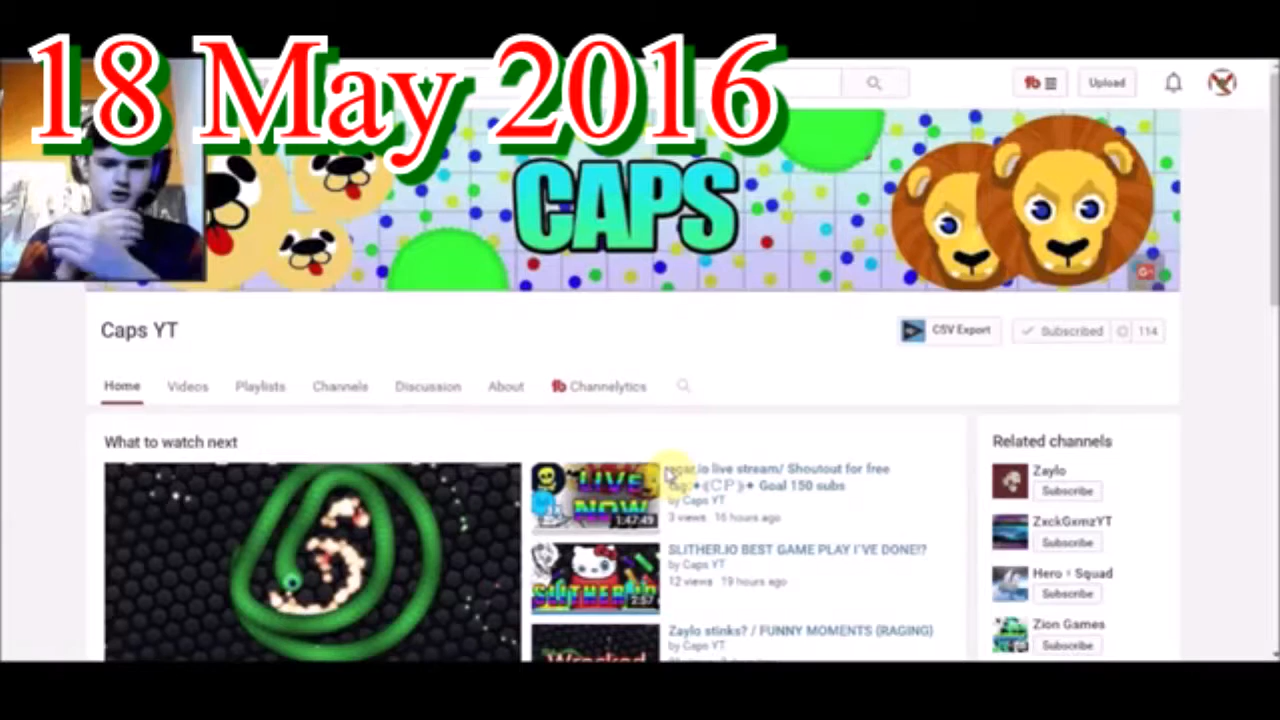 18 May 2016
Upload
CAPS
Caps YT
CSV Export
Subscribed 114
Home Videos Playlists Channels Discussion About Channelytics
What to watch next
Related channels
live stream/ Shoutout for free
Goal 150 subs
by Caps YT
3 views 16 hours ago
LIVE
NOW
1:47:49
SLITHER.IO BEST GAME PLAY I´VE DONE!?
by Caps YT
12 views 19 hours ago
2:57
Zaylo stinks? / FUNNY MOMENTS (RAGING)
by Caps YT
Wrecked
Zaylo
Subscribe
ZxckGxmzYT
Subscribe
Hero Squad
Subscribe
Zion Games
Subscribe